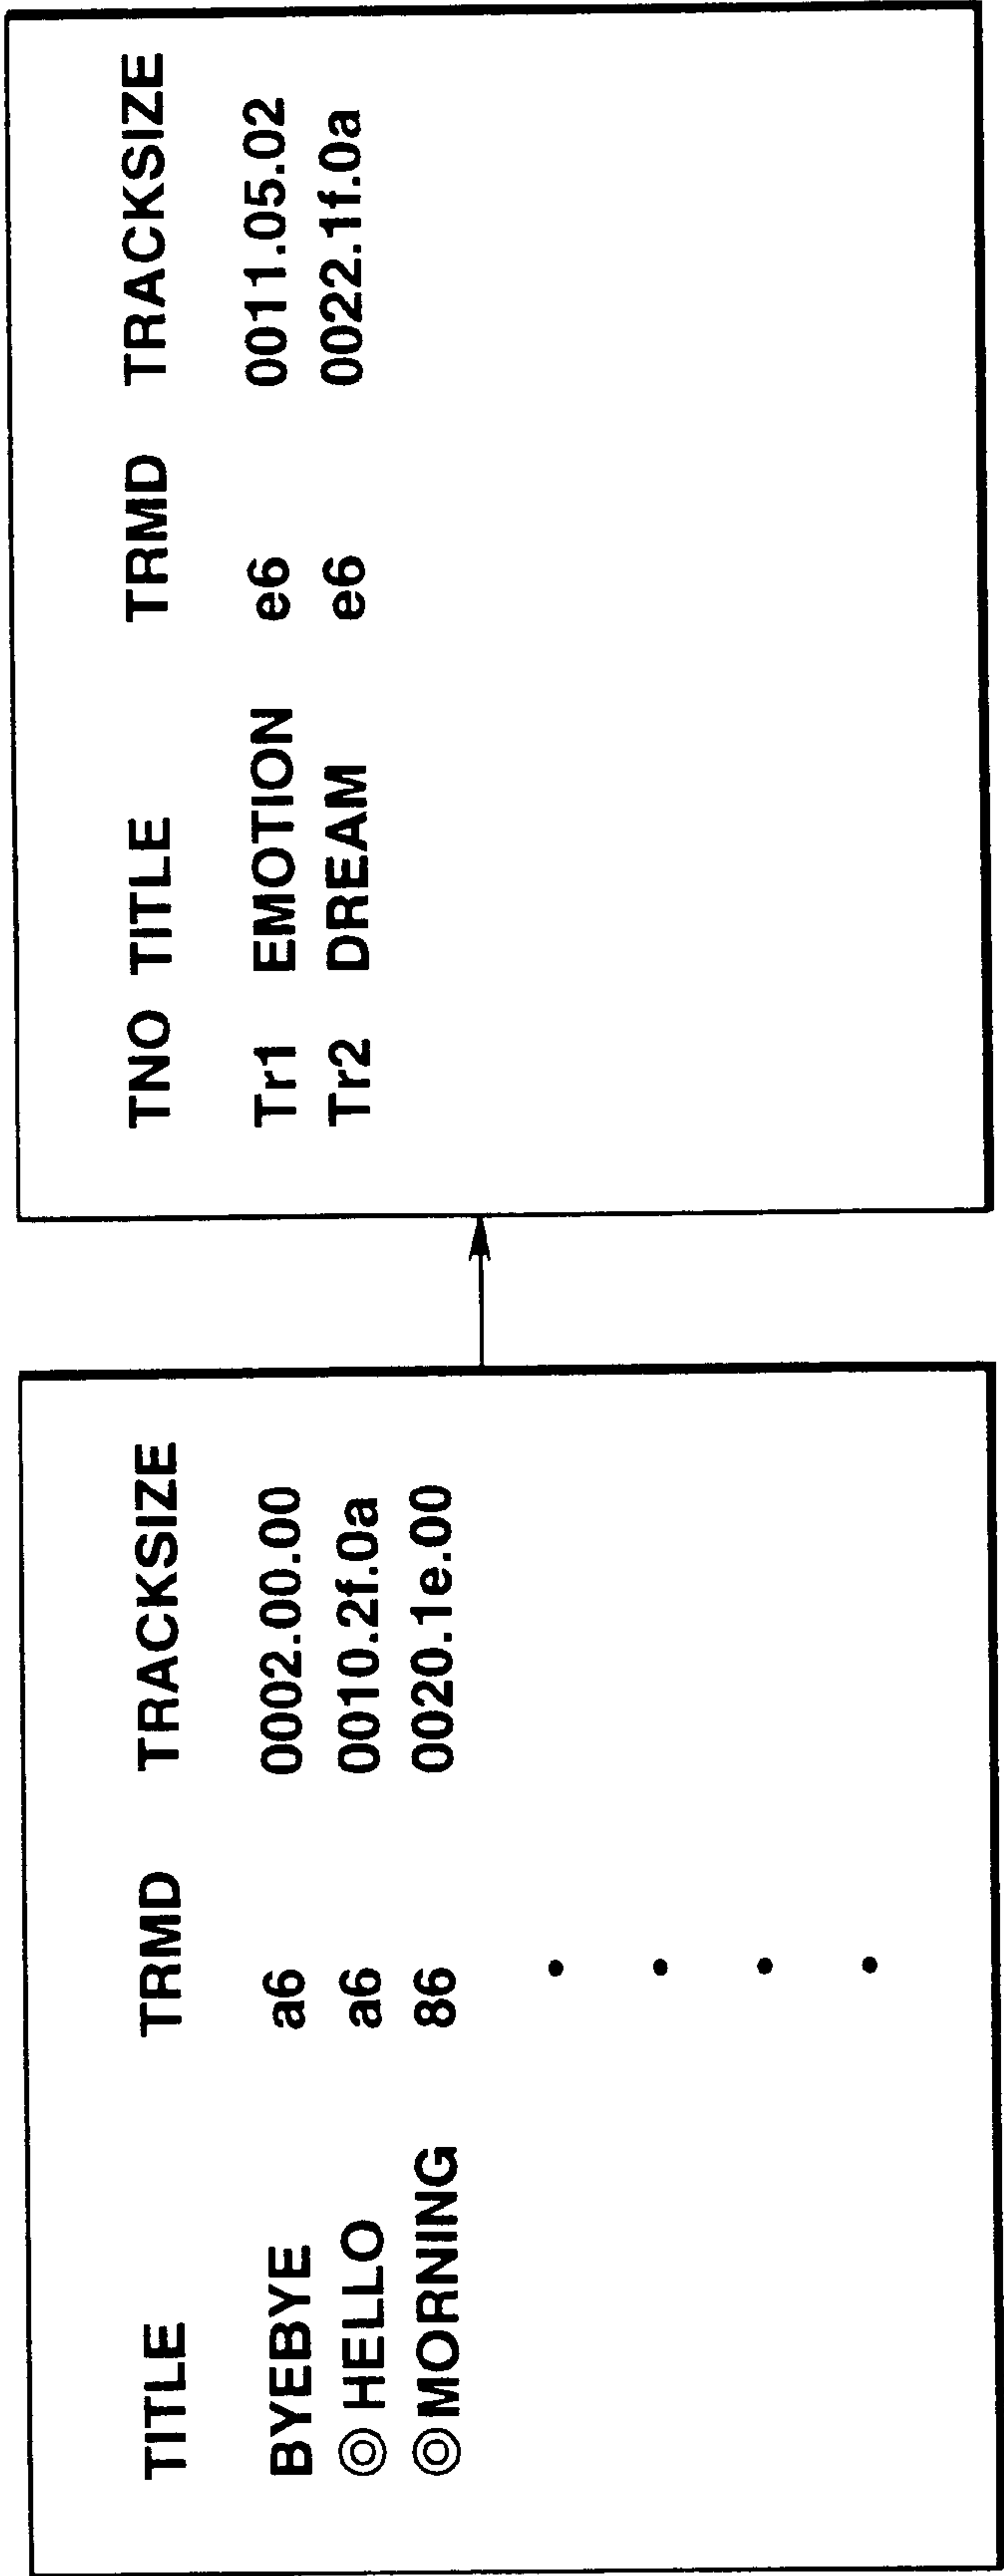 TITLE TRMD TRACKSIZE
BYEBYE a6 0002.00.00
◎ HELLO a6 0010.2f.0a
◎ MORNING 86 0020.1e.00
TNO TITLE TRMD TRACKSIZE
Tr1 EMOTION e6 0011.05.02
Tr2 DREAM e6 0022.1f.0a